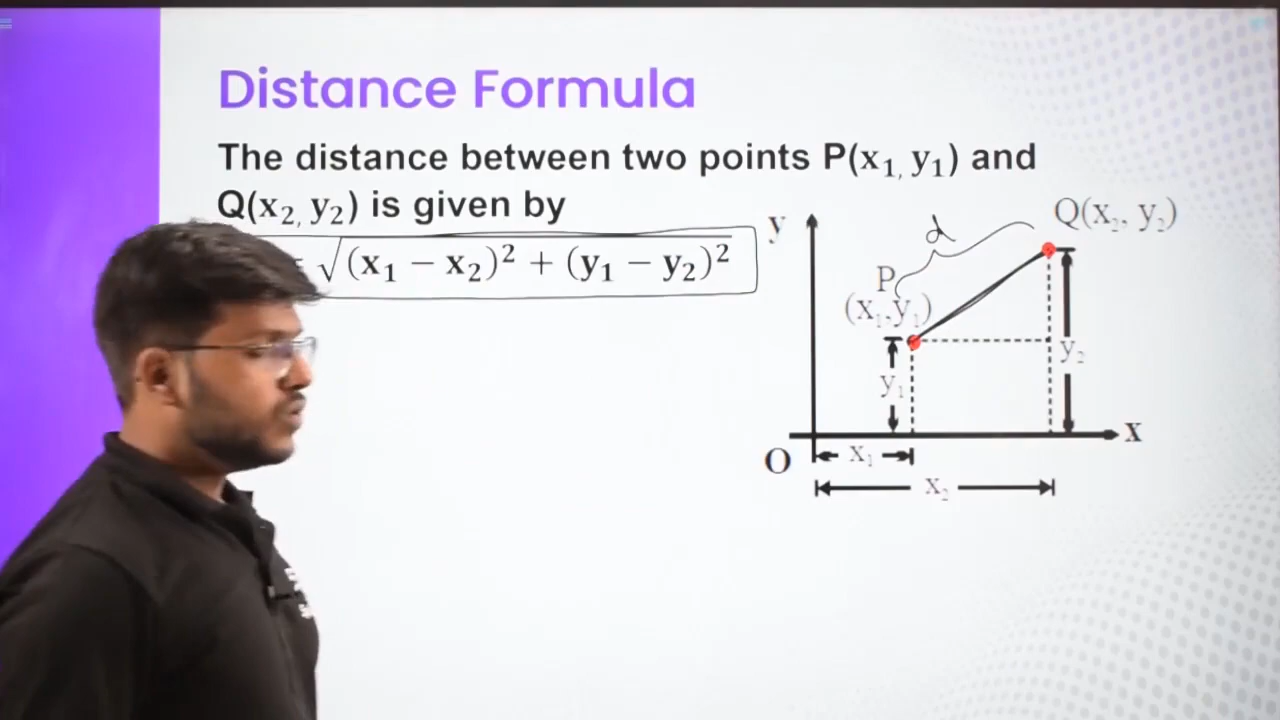 Distance Formula
The distance between two points P(x₁, y₁) and
Q(x₂, y₂) is given by
= √(x₁ − x₂)² + (y₁ − y₂)²
y
d
Q(x₂, y₂)
P
(x₁, y₁)
y₁
y₂
x
O
x₁
x₂